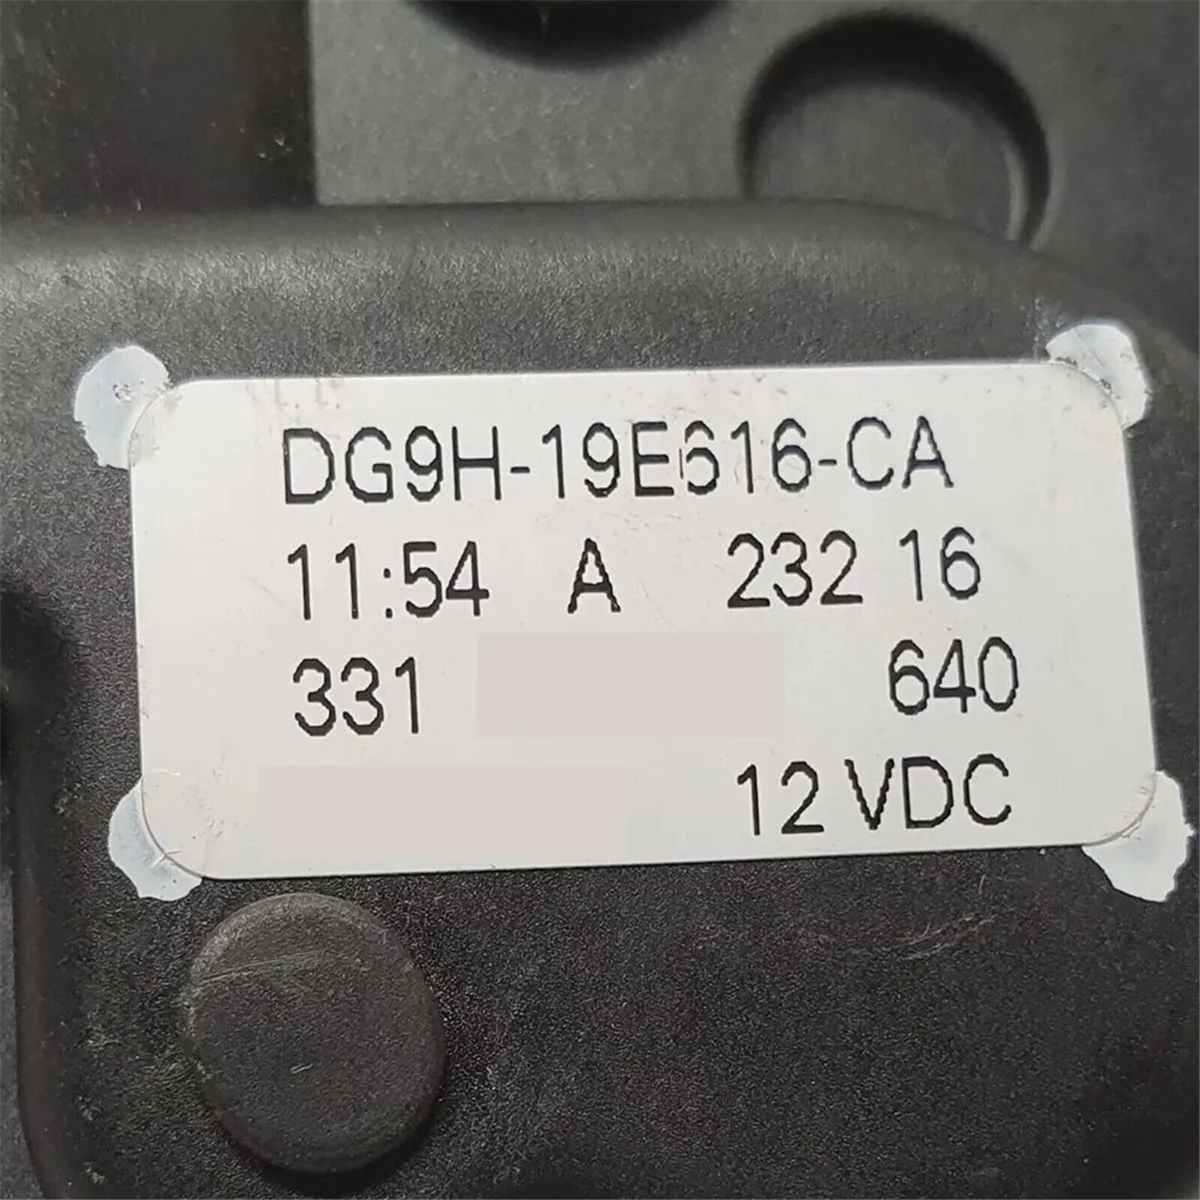 DG9H-19E616-CA
11:54 A 232 16
331 640
12 VDC